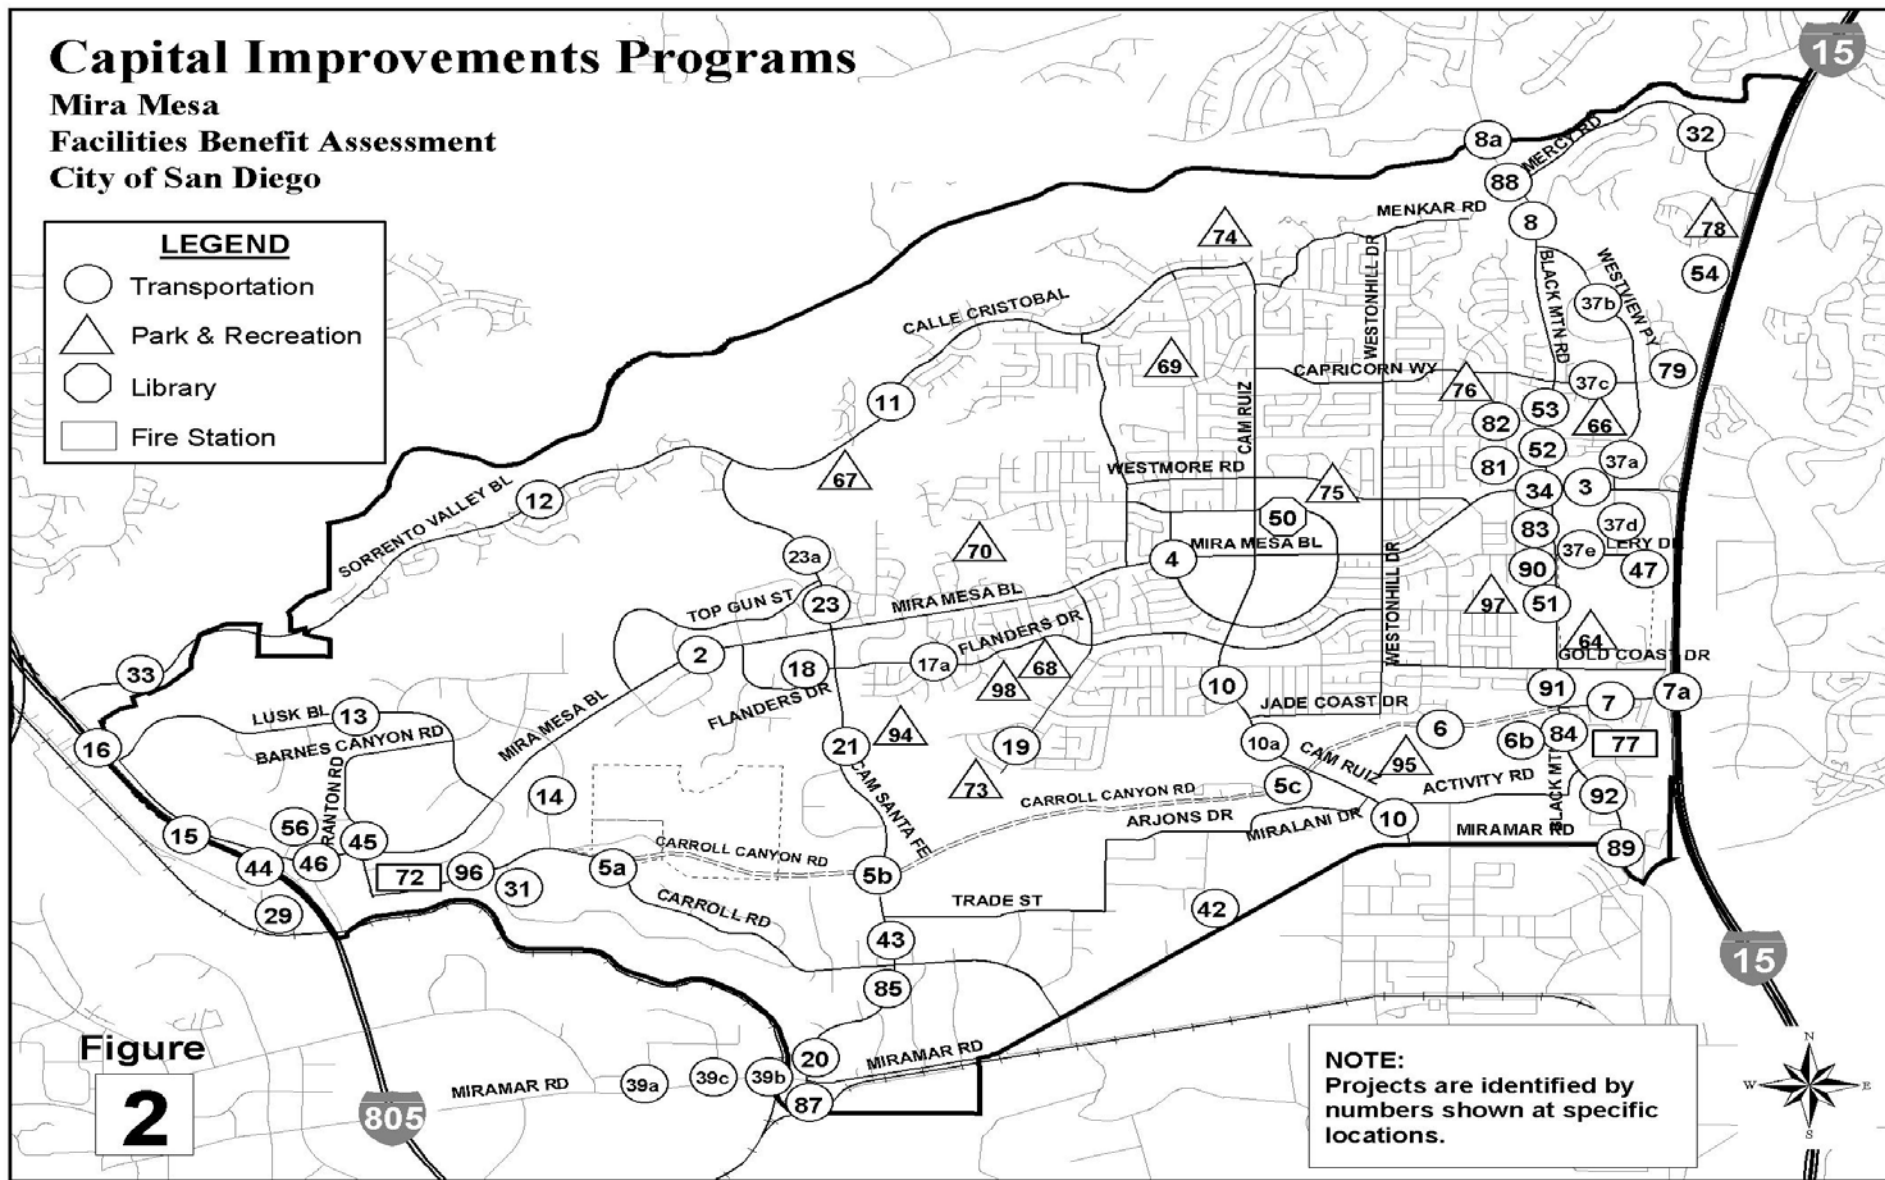 Capital Improvements Programs
Mira Mesa
Facilities Benefit Assessment
City of San Diego
LEGEND
Transportation
Park & Recreation
Library
Fire Station
15
8a
MERCY RD
32
88
MENKAR RD
8
74
78
54
BLACK MTN RD
WESTVIEW PY
37b
WESTONHILL DR
CALLE CRISTOBAL
69
CAPRICORN WY
76
37c
79
CAM RUIZ
11
53
82
66
52
37a
WESTMORE RD
81
67
75
34
3
12
SORRENTO VALLEY BL
50
83
37d
70
MIRA MESA BL
37e
LERY D
23a
4
90
47
WESTONHILL DR
TOP GUN ST
23
MIRA MESA BL
97
51
FLANDERS DR
64
GOLD COAST DR
2
18
17a
68
98
33
FLANDERS DR
10
91
7
7a
JADE COAST DR
LUSK BL
13
BARNES CANYON RD
MIRA MESA BL
16
94
21
19
10a
6
6b
84
77
CAM RUIZ
95
RANTON RD
14
CAM SANTA FE
73
CARROLL CANYON RD
5c
ACTIVITY RD
92
BLACK MT
ARJONS DR
MIRALANI DR
10
MIRAMAR RD
15
56
45
44
46
72
96
31
5a
CARROLL CANYON RD
5b
89
29
CARROLL RD
TRADE ST
42
43
15
85
20
MIRAMAR RD
Figure
2
MIRAMAR RD
39a
39c
39b
87
805
NOTE:
Projects are identified by
numbers shown at specific
locations.
N
W
E
S